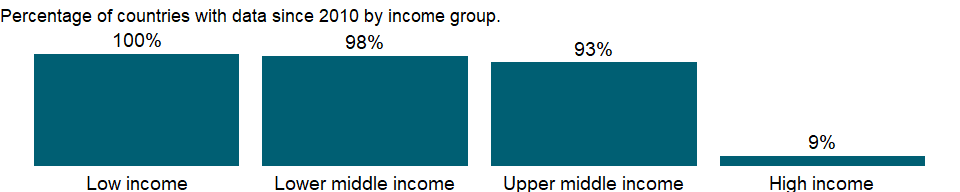 Percentage of countries with data since 2010 by income group.
100%
98%
93%
9%
Low income
Lower middle income
Upper middle income
High income